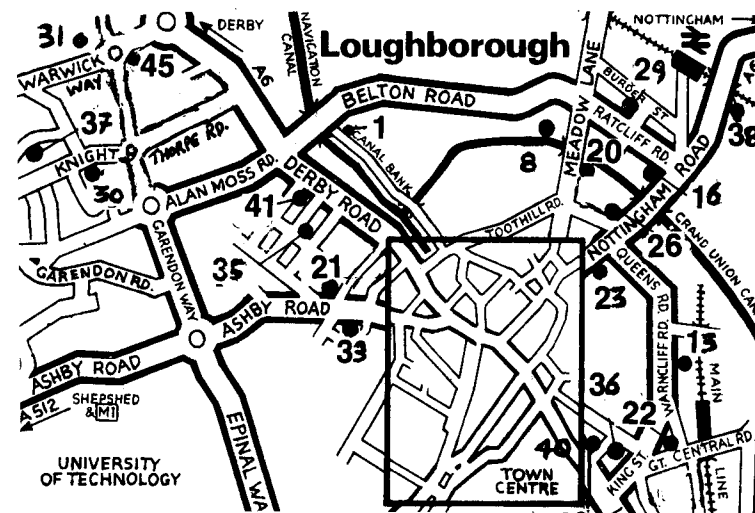 NOTTINGHAM
DERBY
31
NAVIGATION
CANAL
Loughborough
LANE
MEADOW
45
WARWICK
WAY
A6
29
BURDER ST
BELTON ROAD
RATCLIFF RD.
37
38
THORPE RD.
1
KNIGHT
CANAL BANK
8
20
30
ALAN MOSS RD.
DERBY ROAD
NOTTINGHAM ROAD
16
41
TOOTHILL RD.
26
GRAND UNION CANAL
GARENDON WAY
35
GARENDON RD.
21
QUEENS
RD.
23
ASHBY ROAD
33
15
WARNCLIFF RD.
MAIN
LINE
ASHBY ROAD
36
A512
SHEPSHED
& M1
22
EPINAL WA
40
KING ST.
GT. CENTRAL RD.
UNIVERSITY
OF TECHNOLOGY
TOWN
CENTRE